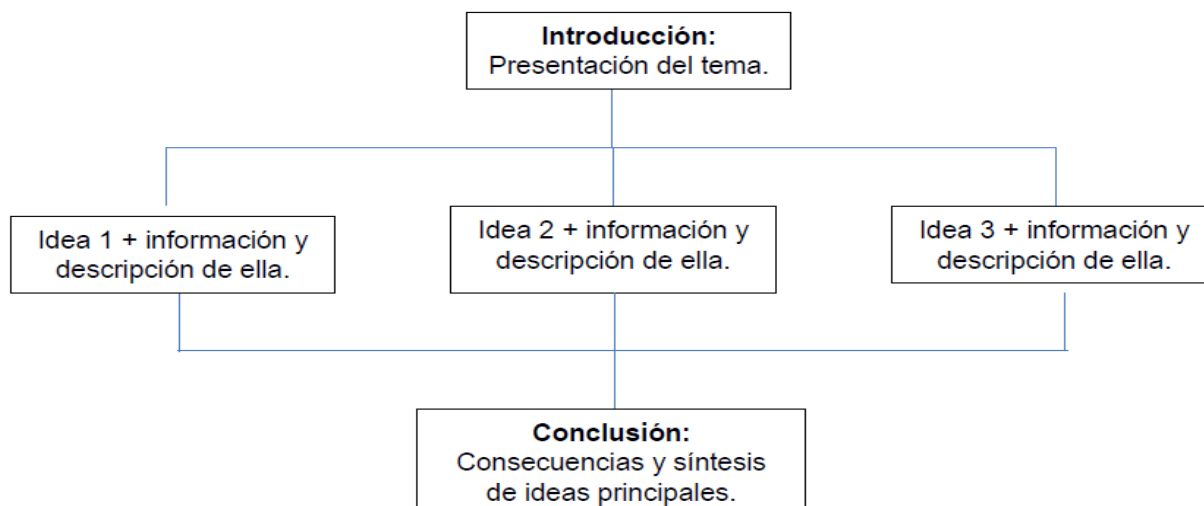 Introducción:
Presentación del tema.
Idea 1 + información y
descripción de ella.
Idea 2 + información y
descripción de ella.
Idea 3 + información y
descripción de ella.
Conclusión:
Consecuencias y síntesis
de ideas principales.